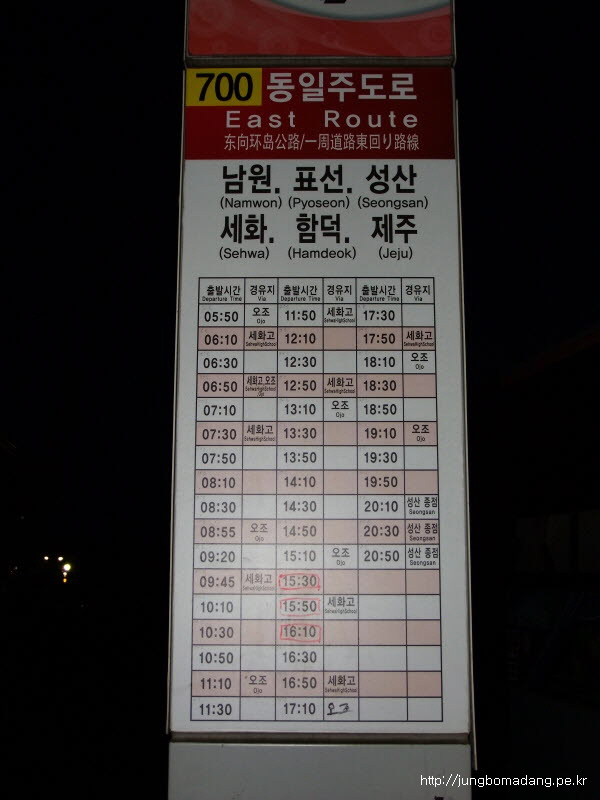 700 동일주도로
East Route
东向环岛公路/一周道路東回り路線
남원. 표선. 성산
(Namwon) (Pyoseon) (Seongsan)
세화. 함덕. 제주
(Sehwa) (Hamdeok) (Jeju)
출발시간 경유지 출발시간 경유지 출발시간 경유지
Departure Time Via Departure Time Via Departure Time Via
05:50 오조 Ojo 11:50 세화고 SehwaHighSchool 17:30
06:10 세화고 SehwaHighSchool 12:10 17:50 세화고 SehwaHighSchool
06:30 12:30 18:10 오조 Ojo
06:50 세화고,오조 SehwaHighSchool Ojo 12:50 세화고 SehwaHighSchool 18:30
07:10 13:10 오조 Ojo 18:50
07:30 세화고 SehwaHighSchool 13:30 19:10 오조 Ojo
07:50 13:50 19:30
08:10 14:10 19:50
08:30 14:30 20:10 성산 종점 Seongsan
08:55 오조 Ojo 14:50 20:30 성산 종점 Seongsan
09:20 15:10 오조 Ojo 20:50 성산 종점 Seongsan
09:45 세화고 SehwaHighSchool 15:30
10:10 15:50 세화고 SehwaHighSchool
10:30 16:10
10:50 16:30
11:10 오조 Ojo 16:50 세화고 SehwaHighSchool
11:30 17:10 오조
http://jungbomadang.pe.kr